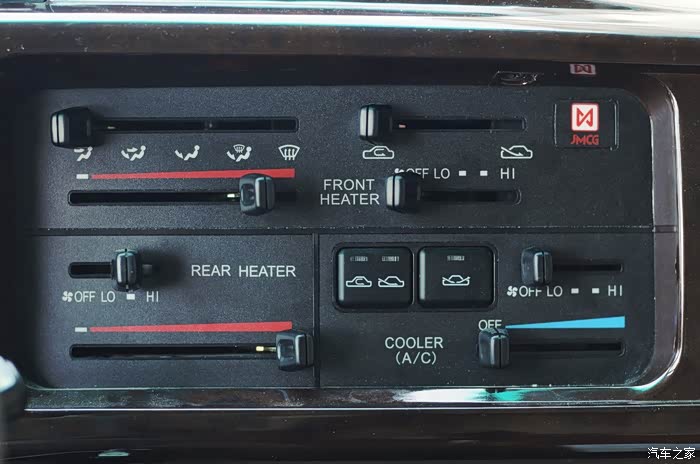 JMCG
OFF LO HI
FRONT
HEATER
REAR HEATER
OFF LO HI
OFF LO HI
OFF
COOLER
(A/C)
汽车之家